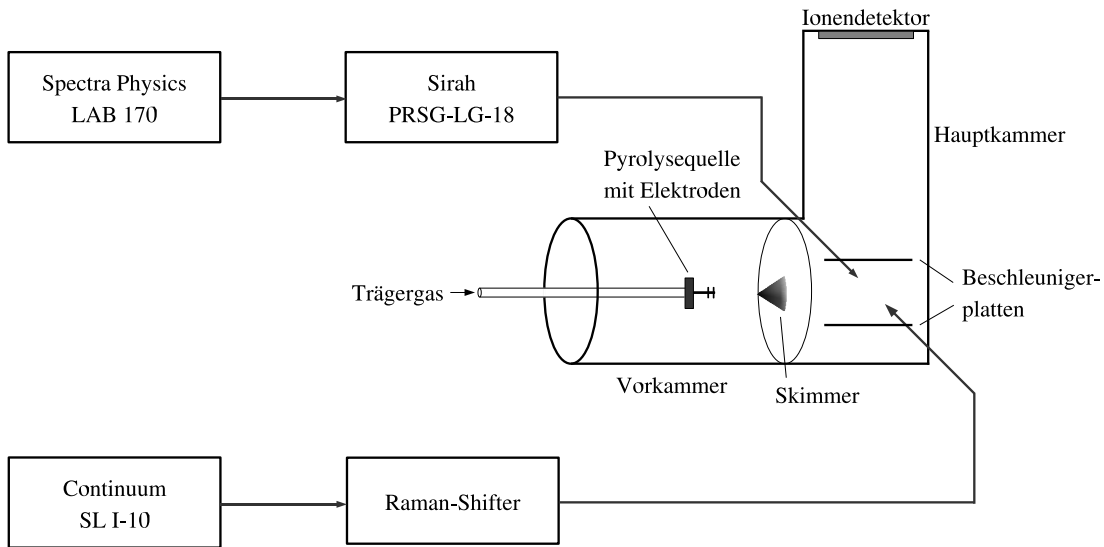 Ionendetektor
Spectra Physics
LAB 170
Sirah
PRSG-LG-18
Hauptkammer
Pyrolysequelle
mit Elektroden
Trägergas
Beschleuniger-
platten
Vorkammer
Skimmer
Continuum
SL I-10
Raman-Shifter